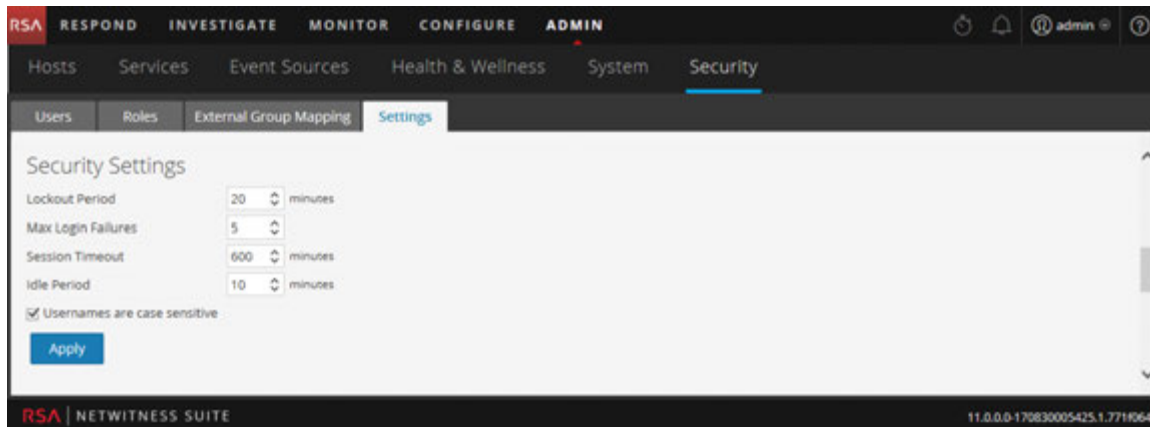 RSA RESPOND INVESTIGATE MONITOR CONFIGURE ADMIN admin ?
Hosts Services Event Sources Health & Wellness System Security
Users Roles External Group Mapping Settings
Security Settings
Lockout Period 20 minutes
Max Login Failures 5
Session Timeout 600 minutes
Idle Period 10 minutes
Usernames are case sensitive
Apply
RSA NETWITNESS SUITE 11.0.0.0-170830005425.1.771f064